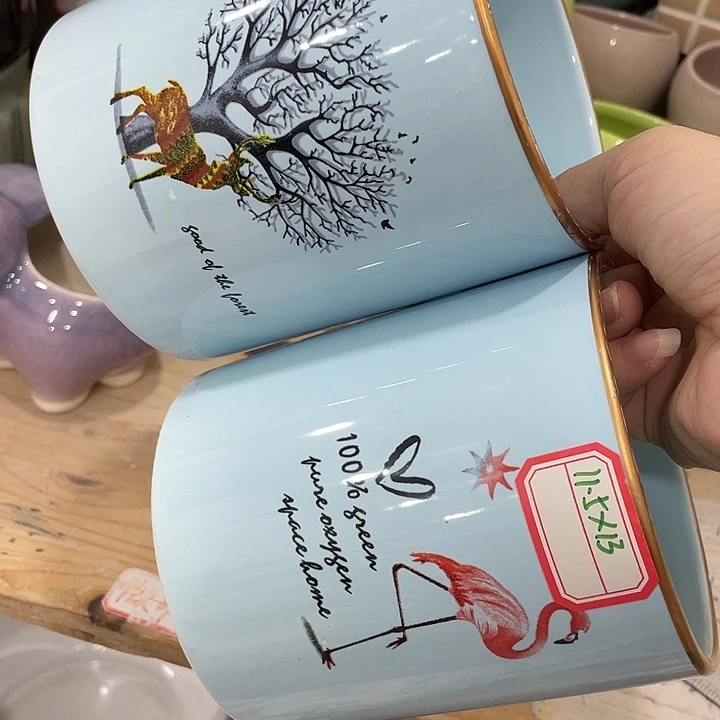 good of the forest
100% green
pure oxygen
space home
11.5x13